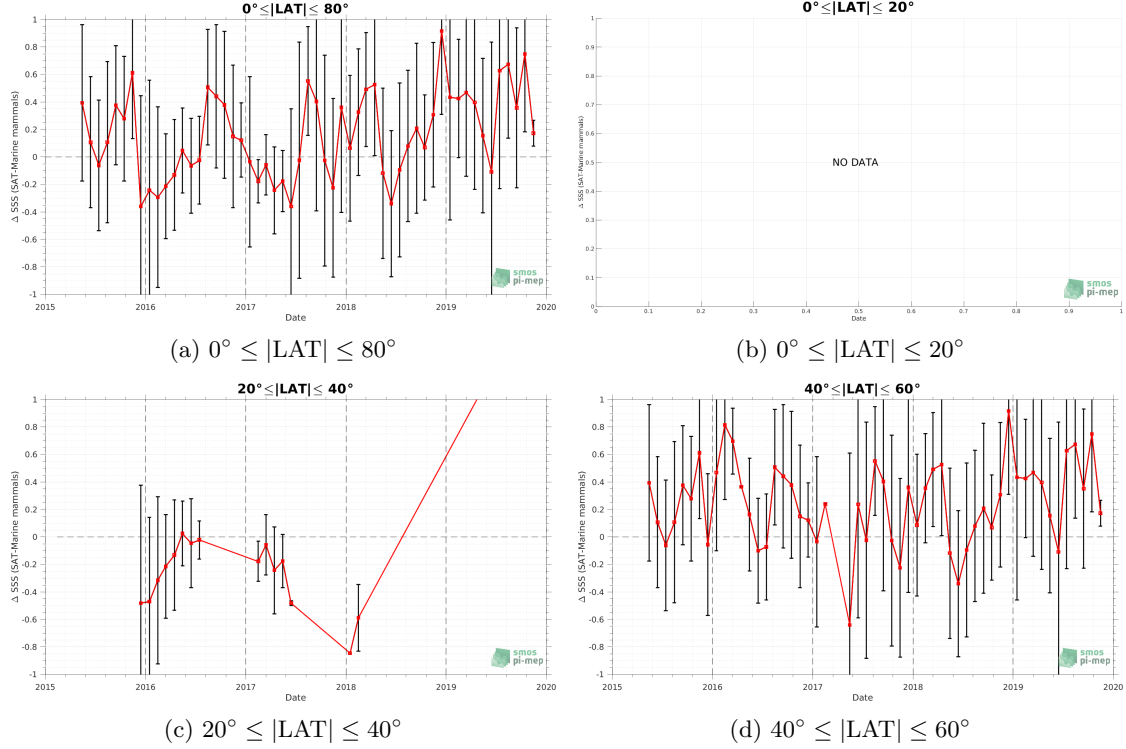 0°≤|LAT|≤ 80°
Δ SSS (SAT-Marine mammals)
1
0.8
0.6
0.4
0.2
0
-0.2
-0.4
-0.6
-0.8
-1
2015 2016 2017 2018 2019 2020
Date
smos
pi-mep
(a) 0° ≤ |LAT| ≤ 80°
0°≤|LAT|≤ 20°
Δ SSS (SAT-Marine mammals)
1
0.9
0.8
0.7
0.6
0.5
0.4
0.3
0.2
0.1
0
NO DATA
0 0.1 0.2 0.3 0.4 0.5 0.6 0.7 0.8 0.9 1
Date
smos
pi-mep
(b) 0° ≤ |LAT| ≤ 20°
20°≤|LAT|≤ 40°
Δ SSS (SAT-Marine mammals)
1
0.8
0.6
0.4
0.2
0
-0.2
-0.4
-0.6
-0.8
-1
2015 2016 2017 2018 2019 2020
Date
smos
pi-mep
(c) 20° ≤ |LAT| ≤ 40°
40°≤|LAT|≤ 60°
Δ SSS (SAT-Marine mammals)
1
0.8
0.6
0.4
0.2
0
-0.2
-0.4
-0.6
-0.8
-1
2015 2016 2017 2018 2019 2020
Date
smos
pi-mep
(d) 40° ≤ |LAT| ≤ 60°